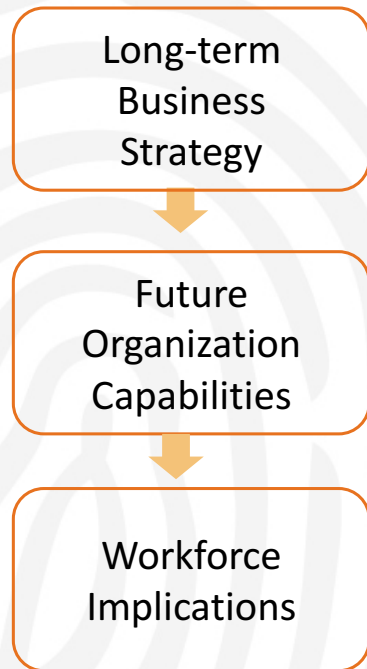 Long-term
Business
Strategy
Future
Organization
Capabilities
Workforce
Implications